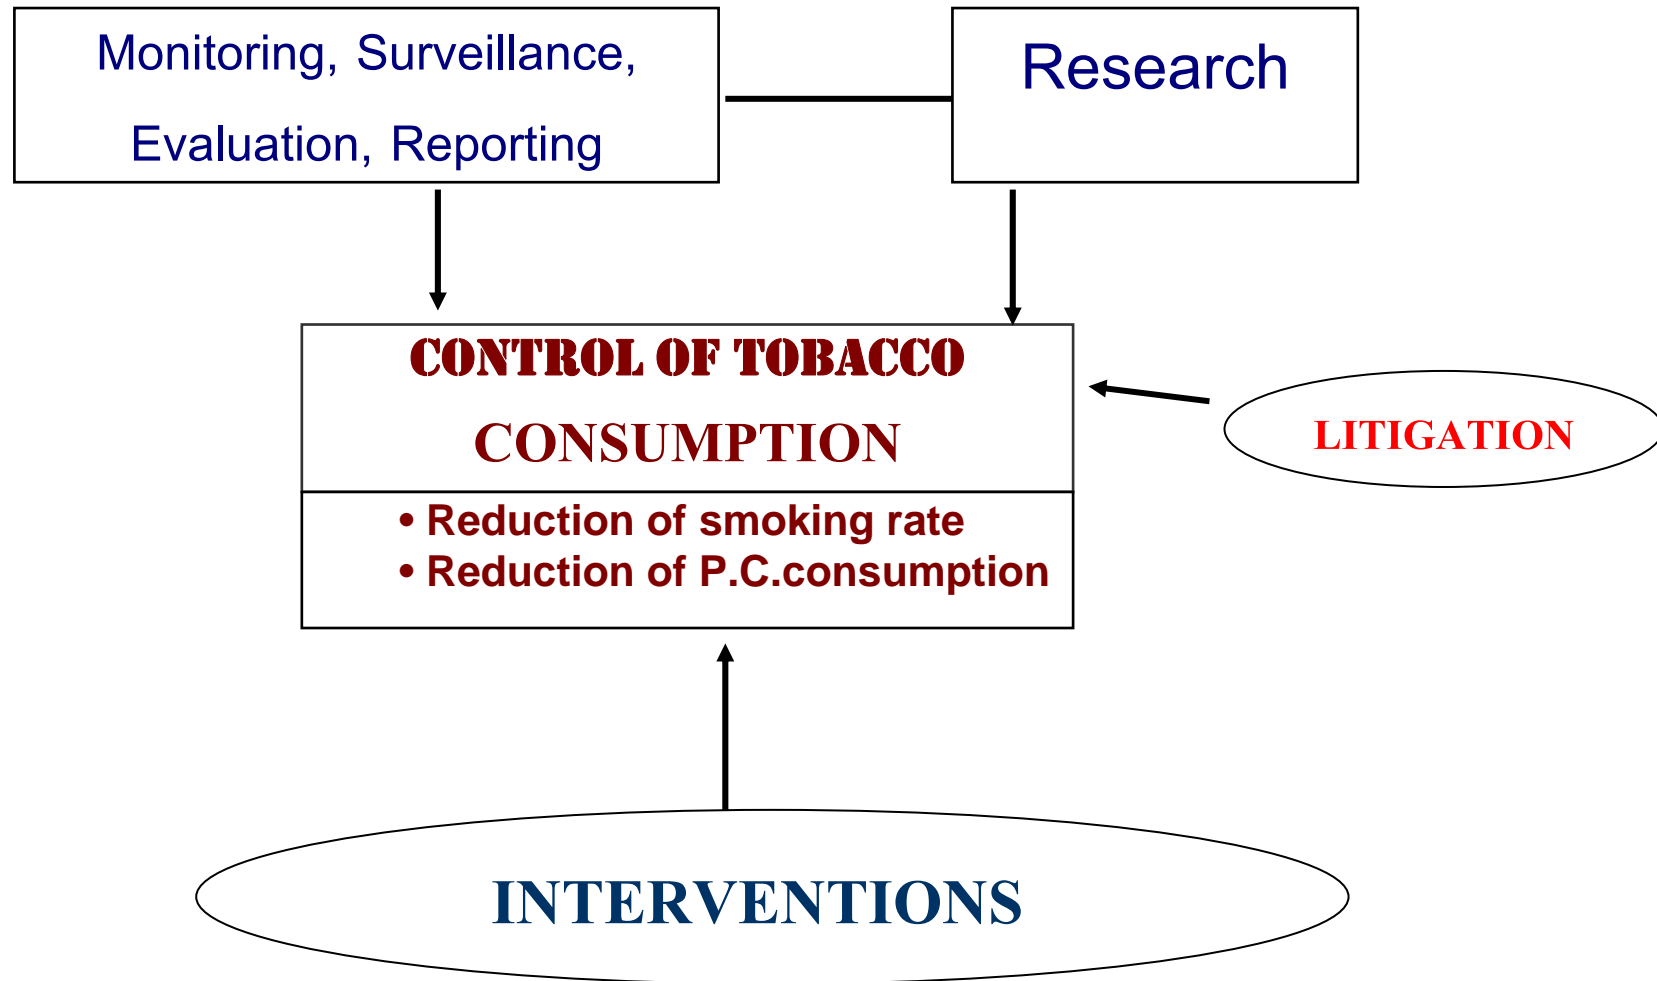 Monitoring, Surveillance,
Evaluation, Reporting
Research
CONTROL OF TOBACCO
CONSUMPTION
• Reduction of smoking rate
• Reduction of P.C.consumption
LITIGATION
INTERVENTIONS